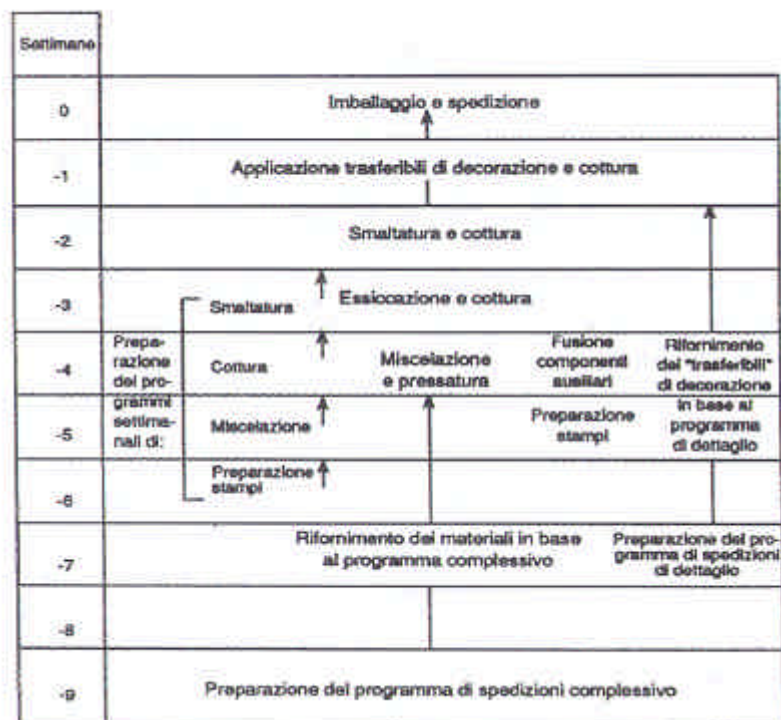 Settimane
0
Imballaggio e spedizione
-1
Applicazione trasferibili di decorazione e cottura
-2
Smaltatura e cottura
-3
Smaltatura
Essiccazione e cottura
-4
Prepa-
razione
dei pro-
grammi
settima-
nali di:
Cottura
Miscelazione
e pressatura
Fusione
componenti
ausiliari
Rifornimento
dei "trasferibili"
di decorazione
in base al
programma
di dettaglio
-5
Miscelazione
Preparazione
stampi
-6
Preparazione
stampi
-7
Rifornimento dei materiali in base
al programma complessivo
Preparazione del pro-
gramma di spedizioni
di dettaglio
-8
-9
Preparazione del programma di spedizioni complessivo